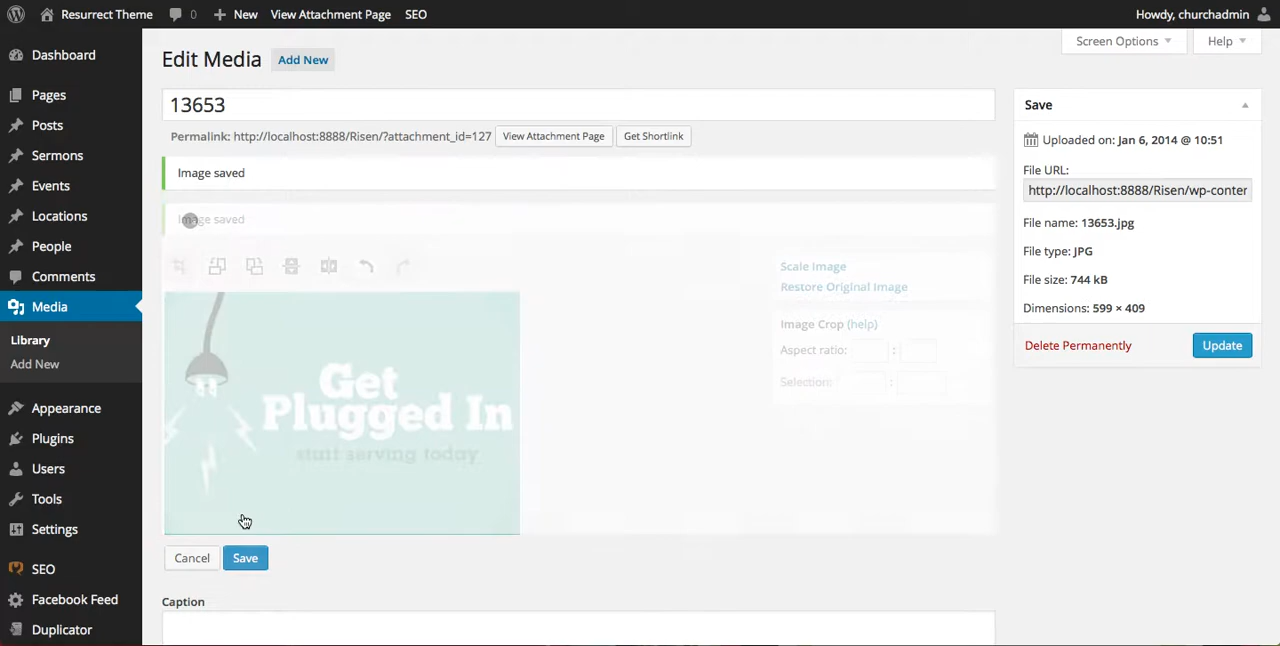 Resurrect Theme 0 New View Attachment Page SEO Howdy, churchadmin
Dashboard
Pages
Posts
Sermons
Events
Locations
People
Comments
Media
Library
Add New
Appearance
Plugins
Users
Tools
Settings
SEO
Facebook Feed
Duplicator
Screen Options Help
Edit Media Add New
13653
Permalink: http://localhost:8888/Risen/?attachment_id=127 View Attachment Page Get Shortlink
Image saved
Image saved
Scale Image
Restore Original Image
Image Crop (help)
Aspect ratio: :
Selection: :
Get
Plugged In
start serving today
Cancel Save
Caption
Save
Uploaded on: Jan 6, 2014 @ 10:51
File URL:
http://localhost:8888/Risen/wp-conter
File name: 13653.jpg
File type: JPG
File size: 744 kB
Dimensions: 599 × 409
Delete Permanently Update